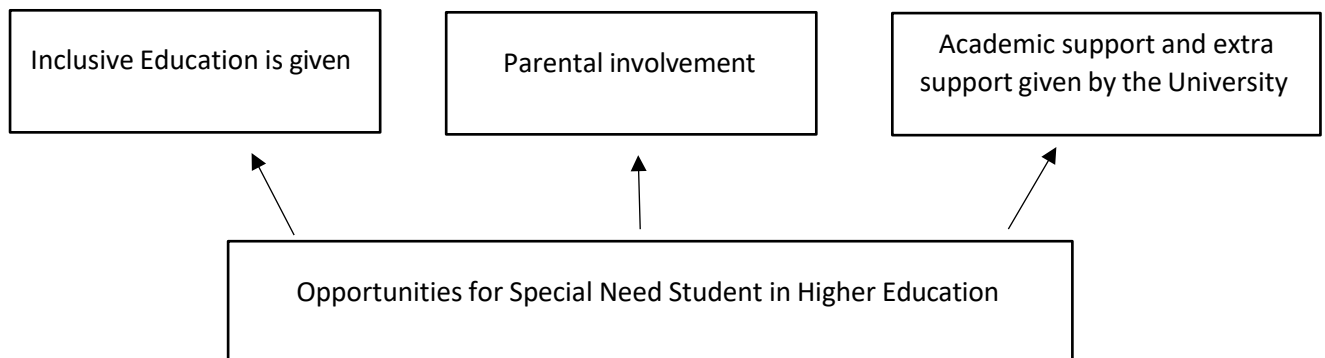 Inclusive Education is given
Parental involvement
Academic support and extra
support given by the University
Opportunities for Special Need Student in Higher Education